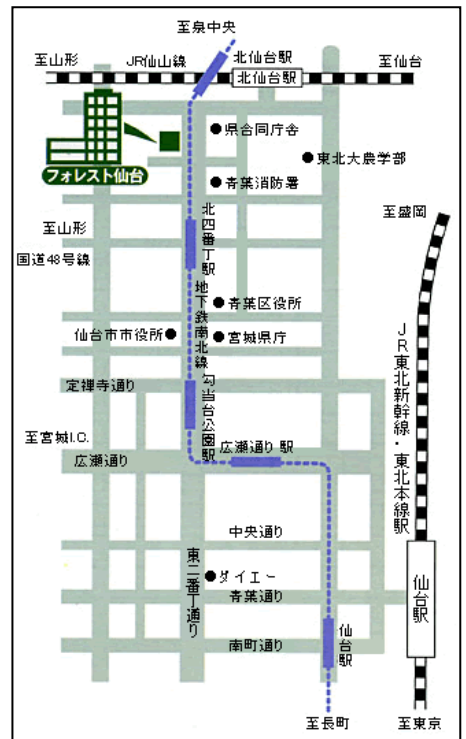 至泉中央
至山形
JR仙山線
北仙台駅
北仙台駅
至仙台
県合同庁舎
フォレスト仙台
東北大農学部
青葉消防署
至盛岡
至山形
国道48号線
北四番丁駅
地下鉄南北線
青葉区役所
仙台市市役所
宮城県庁
JR東北新幹線・東北本線駅
定禅寺通り
勾当台公園駅
至宮城I.C.
広瀬通り
広瀬通り 駅
中央通り
東二番丁通り
ダイエー
青葉通り
仙台駅
仙台駅
南町通り
至長町
至東京